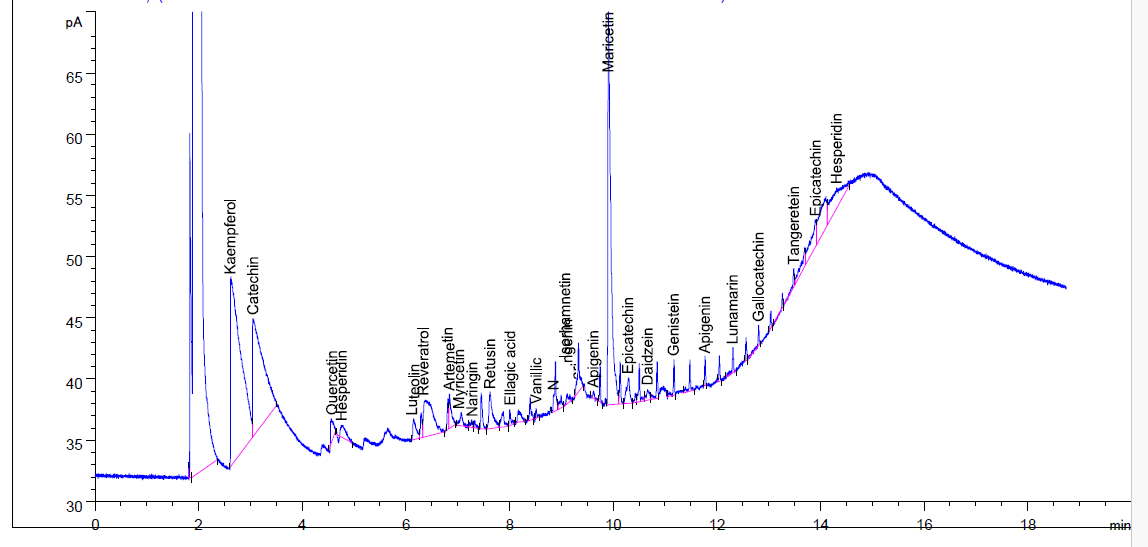 pA
65
60
55
50
45
40
35
30
0 2 4 6 8 10 12 14 16 18 min
Kaempferol
Catechin
Quercetin
Hesperidin
Luteolin
Reveratrol
Artemetin
Myricetin
Naringin
Retusin
Ellagic acid
Vanillic
N
Isorhamnetin
Apigenin
Maricetin
Epicatechin
Daidzein
Genistein
Apigenin
Lunamarin
Gallocatechin
Tangeretein
Epicatechin
Hesperidin